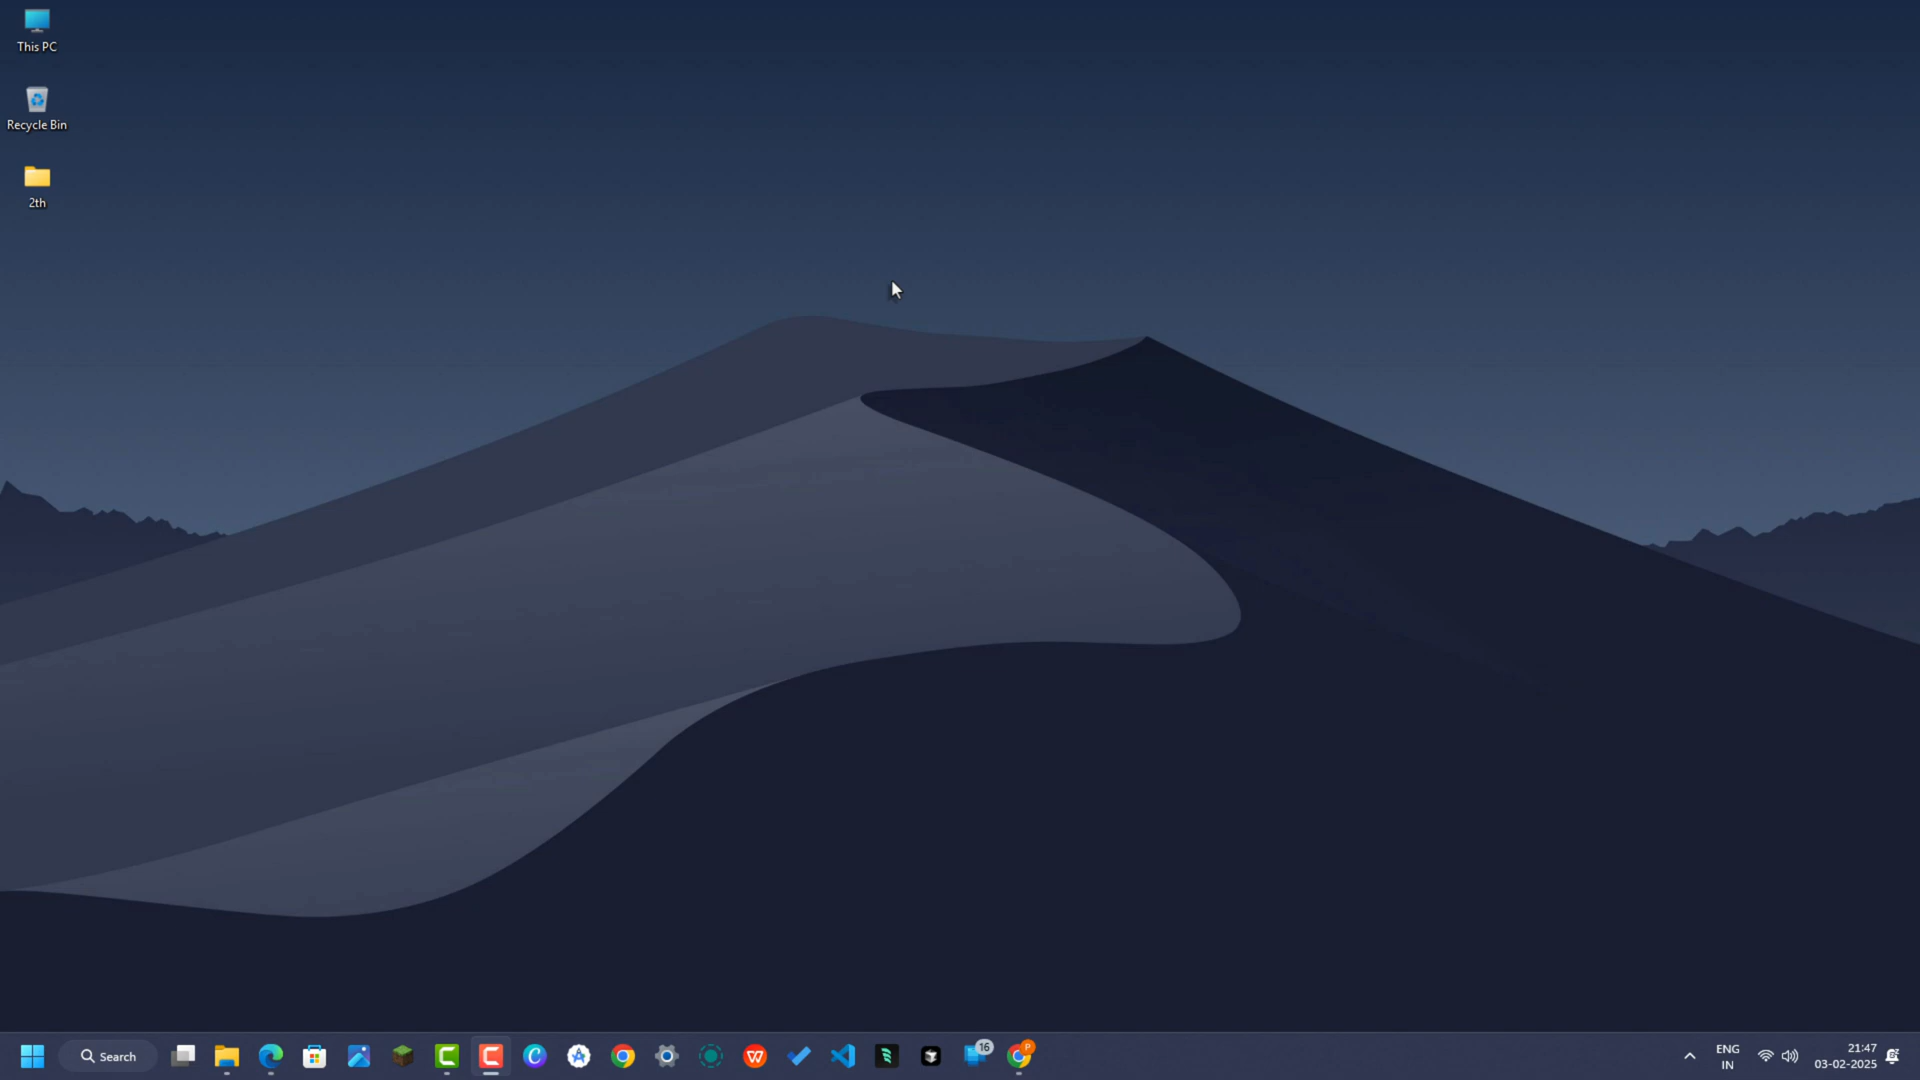 This PC
Recycle Bin
2th
Search
16
P
ENG
IN
21:47
03-02-2025